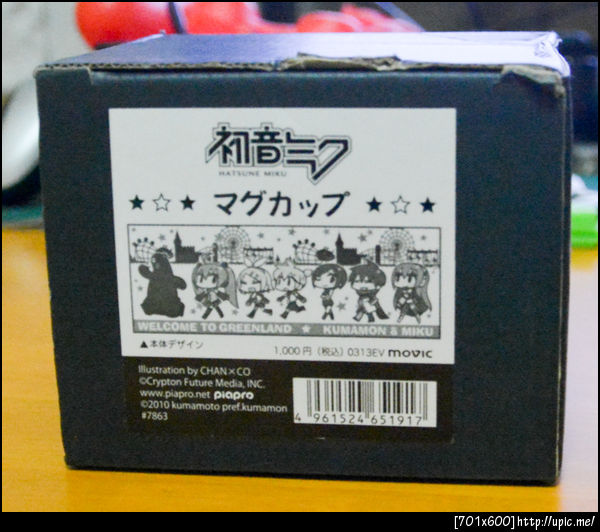 初音ミク
HATSUNE MIKU
★☆★ マグカップ ★☆★
WELCOME TO GREENLAND ★ KUMAMON & MIKU
▲本体デザイン
1,000円(税込) 0313EV movic
Illustration by CHAN×CO
©Crypton Future Media, INC.
www.piapro.net piapro
©2010 kumamoto pref.kumamon
#7863
4 961524 651917
[701x600] http://upic.me/